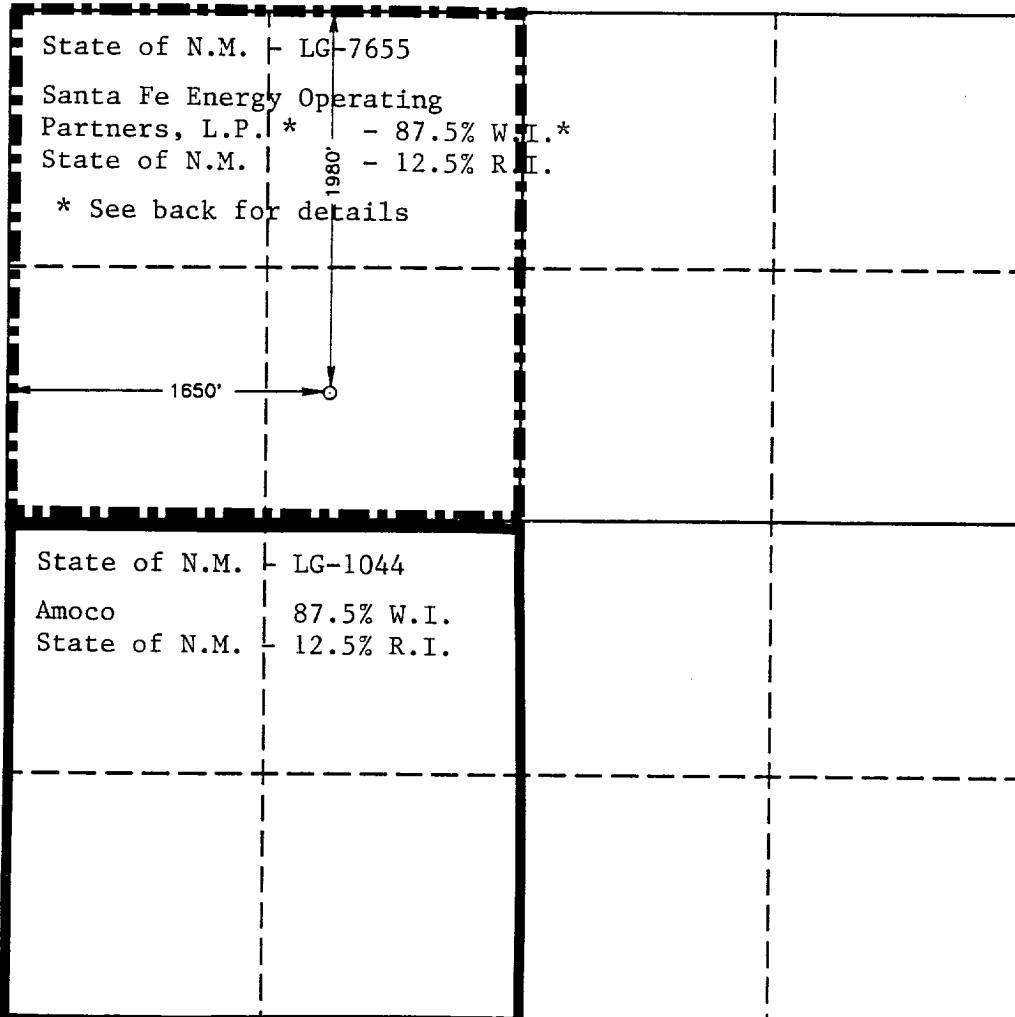 State of N.M. - LG-7655
Santa Fe Energy Operating
Partners, L.P. * - 87.5% W.I.*
State of N.M. - 12.5% R.I.
* See back for details
1980'
1650'
State of N.M. - LG-1044
Amoco 87.5% W.I.
State of N.M. - 12.5% R.I.